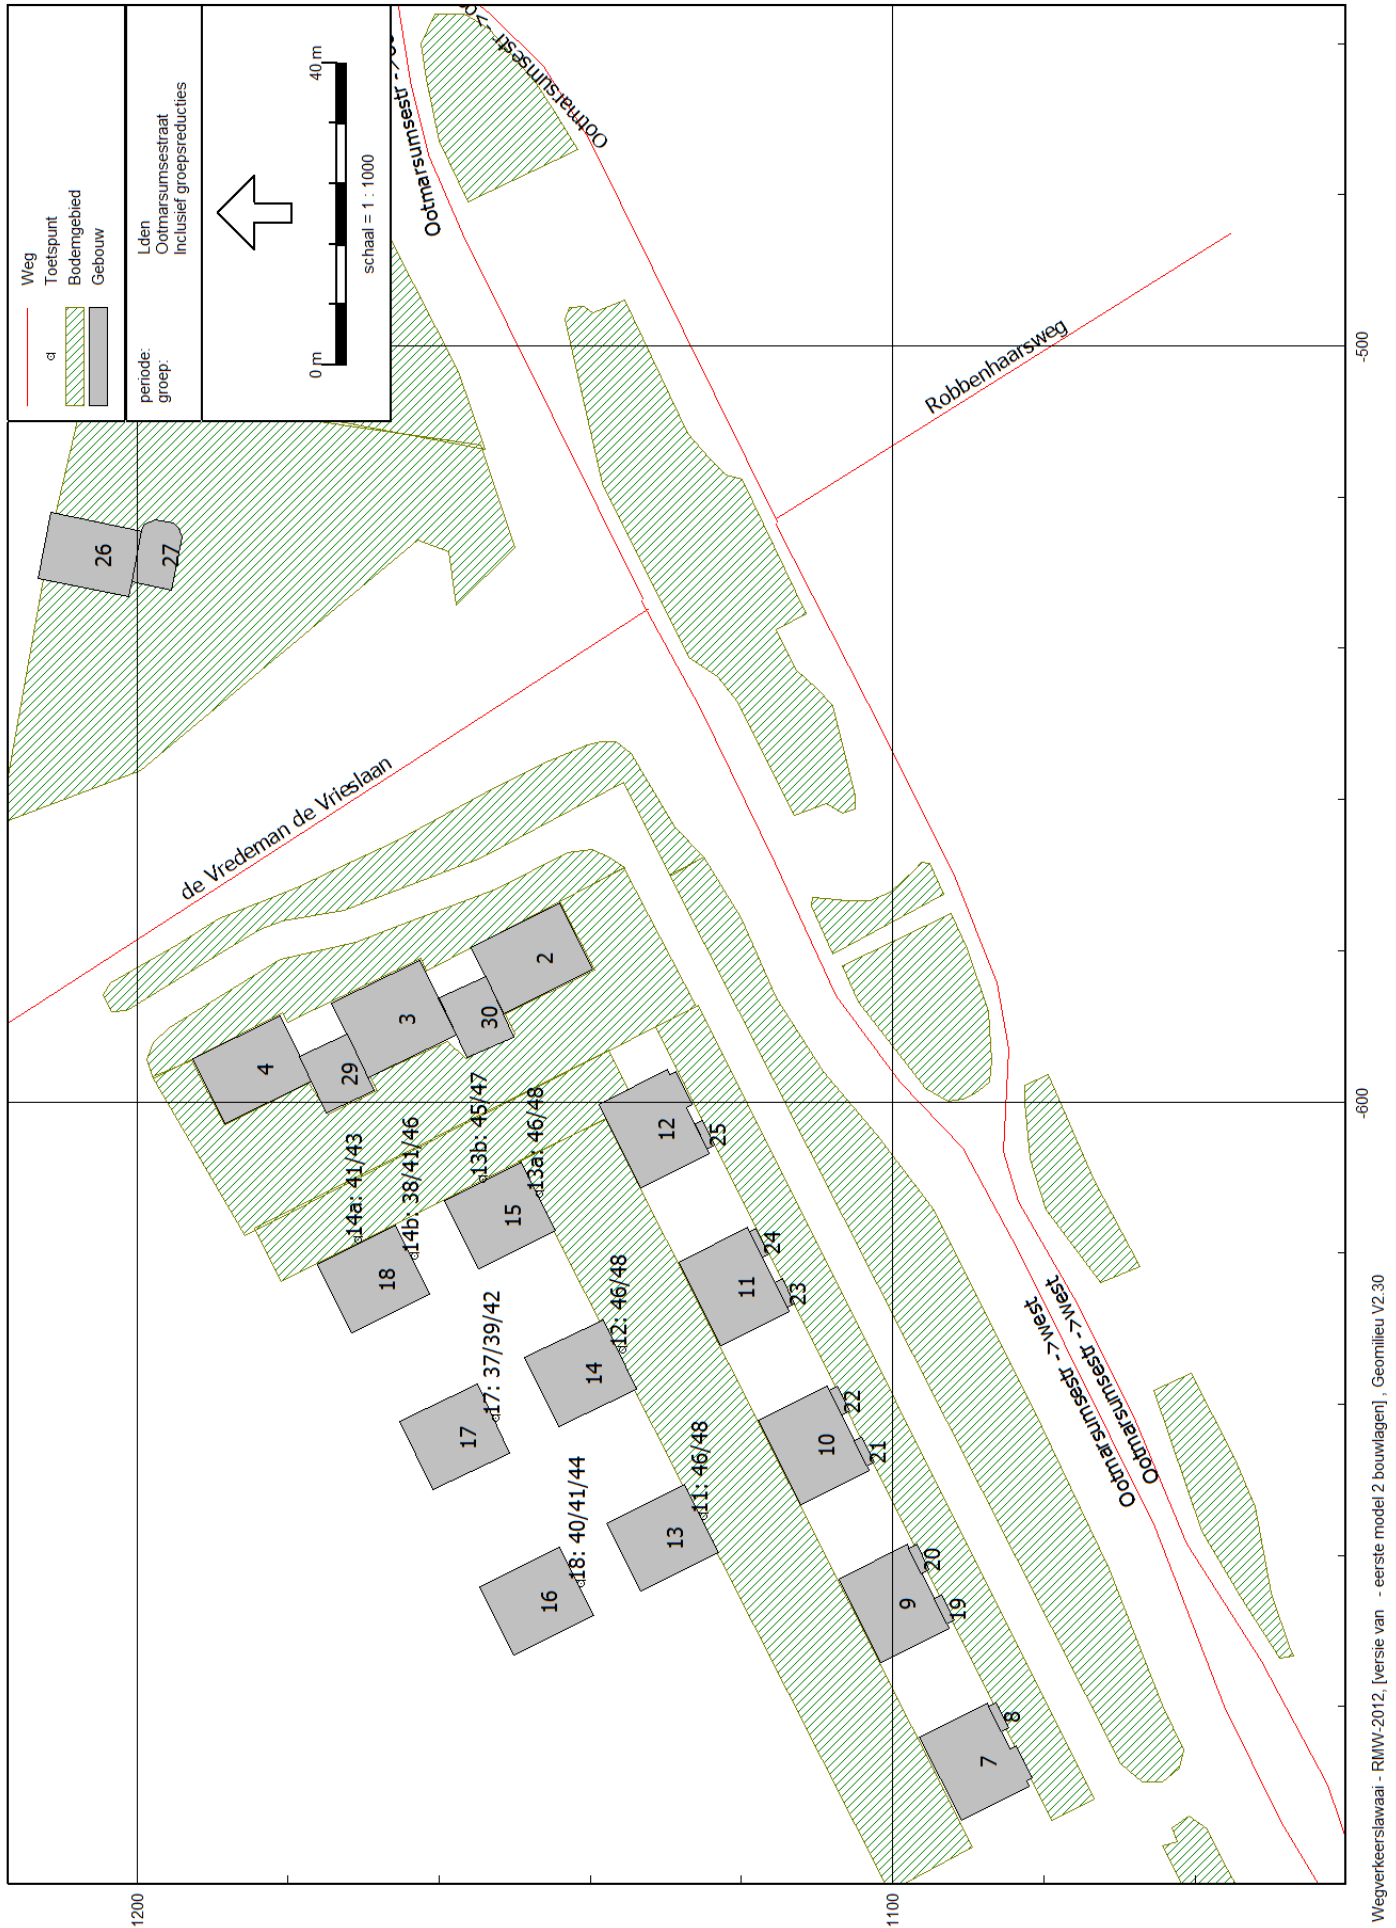 Weg
Toetspunt
Bodemgebied
Gebouw
periode: Lden
groep: Ootmarsumsestraat
Inclusief groepsreducties
0 m 40 m
schaal = 1 : 1000
Ootmarsumsestr ->
Ootmarsumsestr ->
Robbenhaarsweg
de Vredeman de Vrieslaan
26
27
4
29
3
30
2
14a: 41/43
14b: 38/41/46
13b: 45/47
13a: 46/48
18
15
12
25
17: 37/39/42
17
12: 46/48
14
11
24
23
18: 40/41/44
16
11: 46/48
13
10
22
21
9
20
19
7
8
Ootmarsumsestr ->west
Ootmarsumsestr ->west
Ootmarsumsestr
1200
1100
-600
-500
Wegverkeerslawaai - RMW-2012, [versie van - eerste model 2 bouwlagen] , Geomilieu V2.30